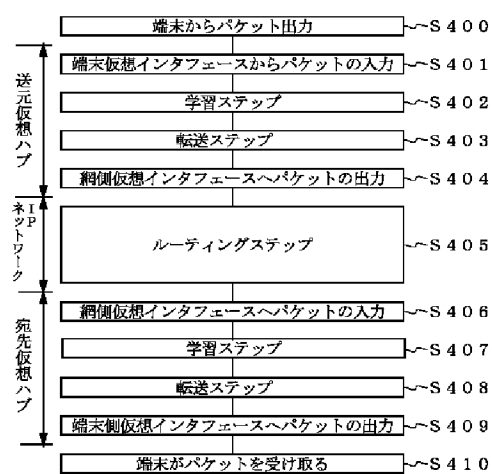 端末からパケット出力 S400
端末仮想インタフェースからパケットの入力 S401
学習ステップ S402
転送ステップ S403
網側仮想インタフェースへパケットの出力 S404
送元仮想ハブ
ルーティングステップ S405
IPネットワーク
網側仮想インタフェースへパケットの入力 S406
学習ステップ S407
転送ステップ S408
端末側仮想インタフェースへパケットの出力 S409
宛先仮想ハブ
端末がパケットを受け取る S410